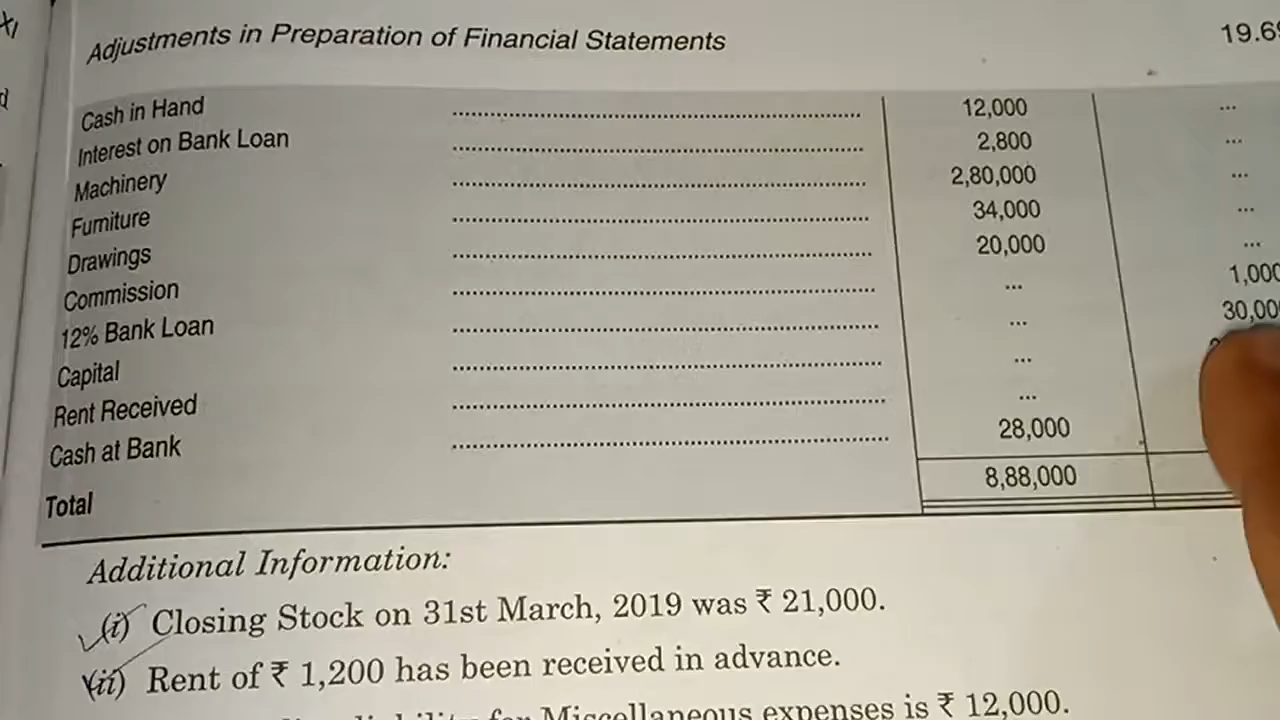 Adjustments in Preparation of Financial Statements 19.6
Cash in Hand ........ 12,000 ...
Interest on Bank Loan ........ 2,800 ...
Machinery ........ 2,80,000 ...
Furniture ........ 34,000 ...
Drawings ........ 20,000 ...
Commission ........ ... 1,000
12% Bank Loan ........ ... 30,00
Capital ........ ...
Rent Received ........ ...
Cash at Bank ........ 28,000
Total 8,88,000
Additional Information:
(i) Closing Stock on 31st March, 2019 was ₹ 21,000.
(ii) Rent of ₹ 1,200 has been received in advance.
for Miscellaneous expenses is ₹ 12,000.